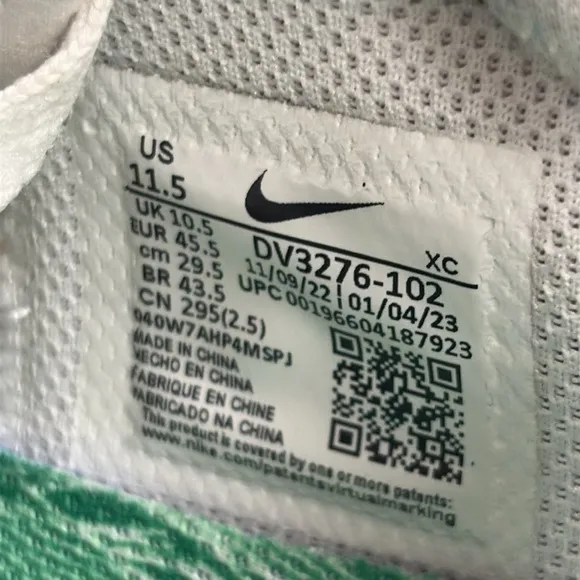 US
11.5
UK 10.5
EUR 45.5
cm 29.5
BR 43.5
CN 295(2.5)
XC
DV3276-102
11/09/22 | 01/04/23
UPC 00196604187923
040W7AHP4MSPJ
MADE IN CHINA
HECHO EN CHINA
FABRIQUE EN CHINE
FABRICADO NA CHINA
This product is covered by one or more patents:
www.nike.com/patentsvirtualmarking